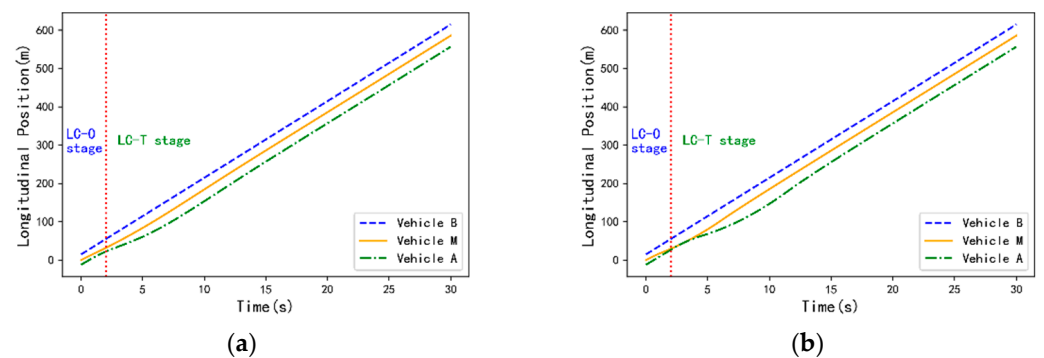 Longitudinal Position(m)
600
500
400
300
200
100
0
LC-O
stage
LC-T stage
Vehicle B
Vehicle M
Vehicle A
0 5 10 15 20 25 30
Time(s)
(a)
Longitudinal Position(m)
600
500
400
300
200
100
0
LC-O
stage
LC-T stage
Vehicle B
Vehicle M
Vehicle A
0 5 10 15 20 25 30
Time(s)
(b)